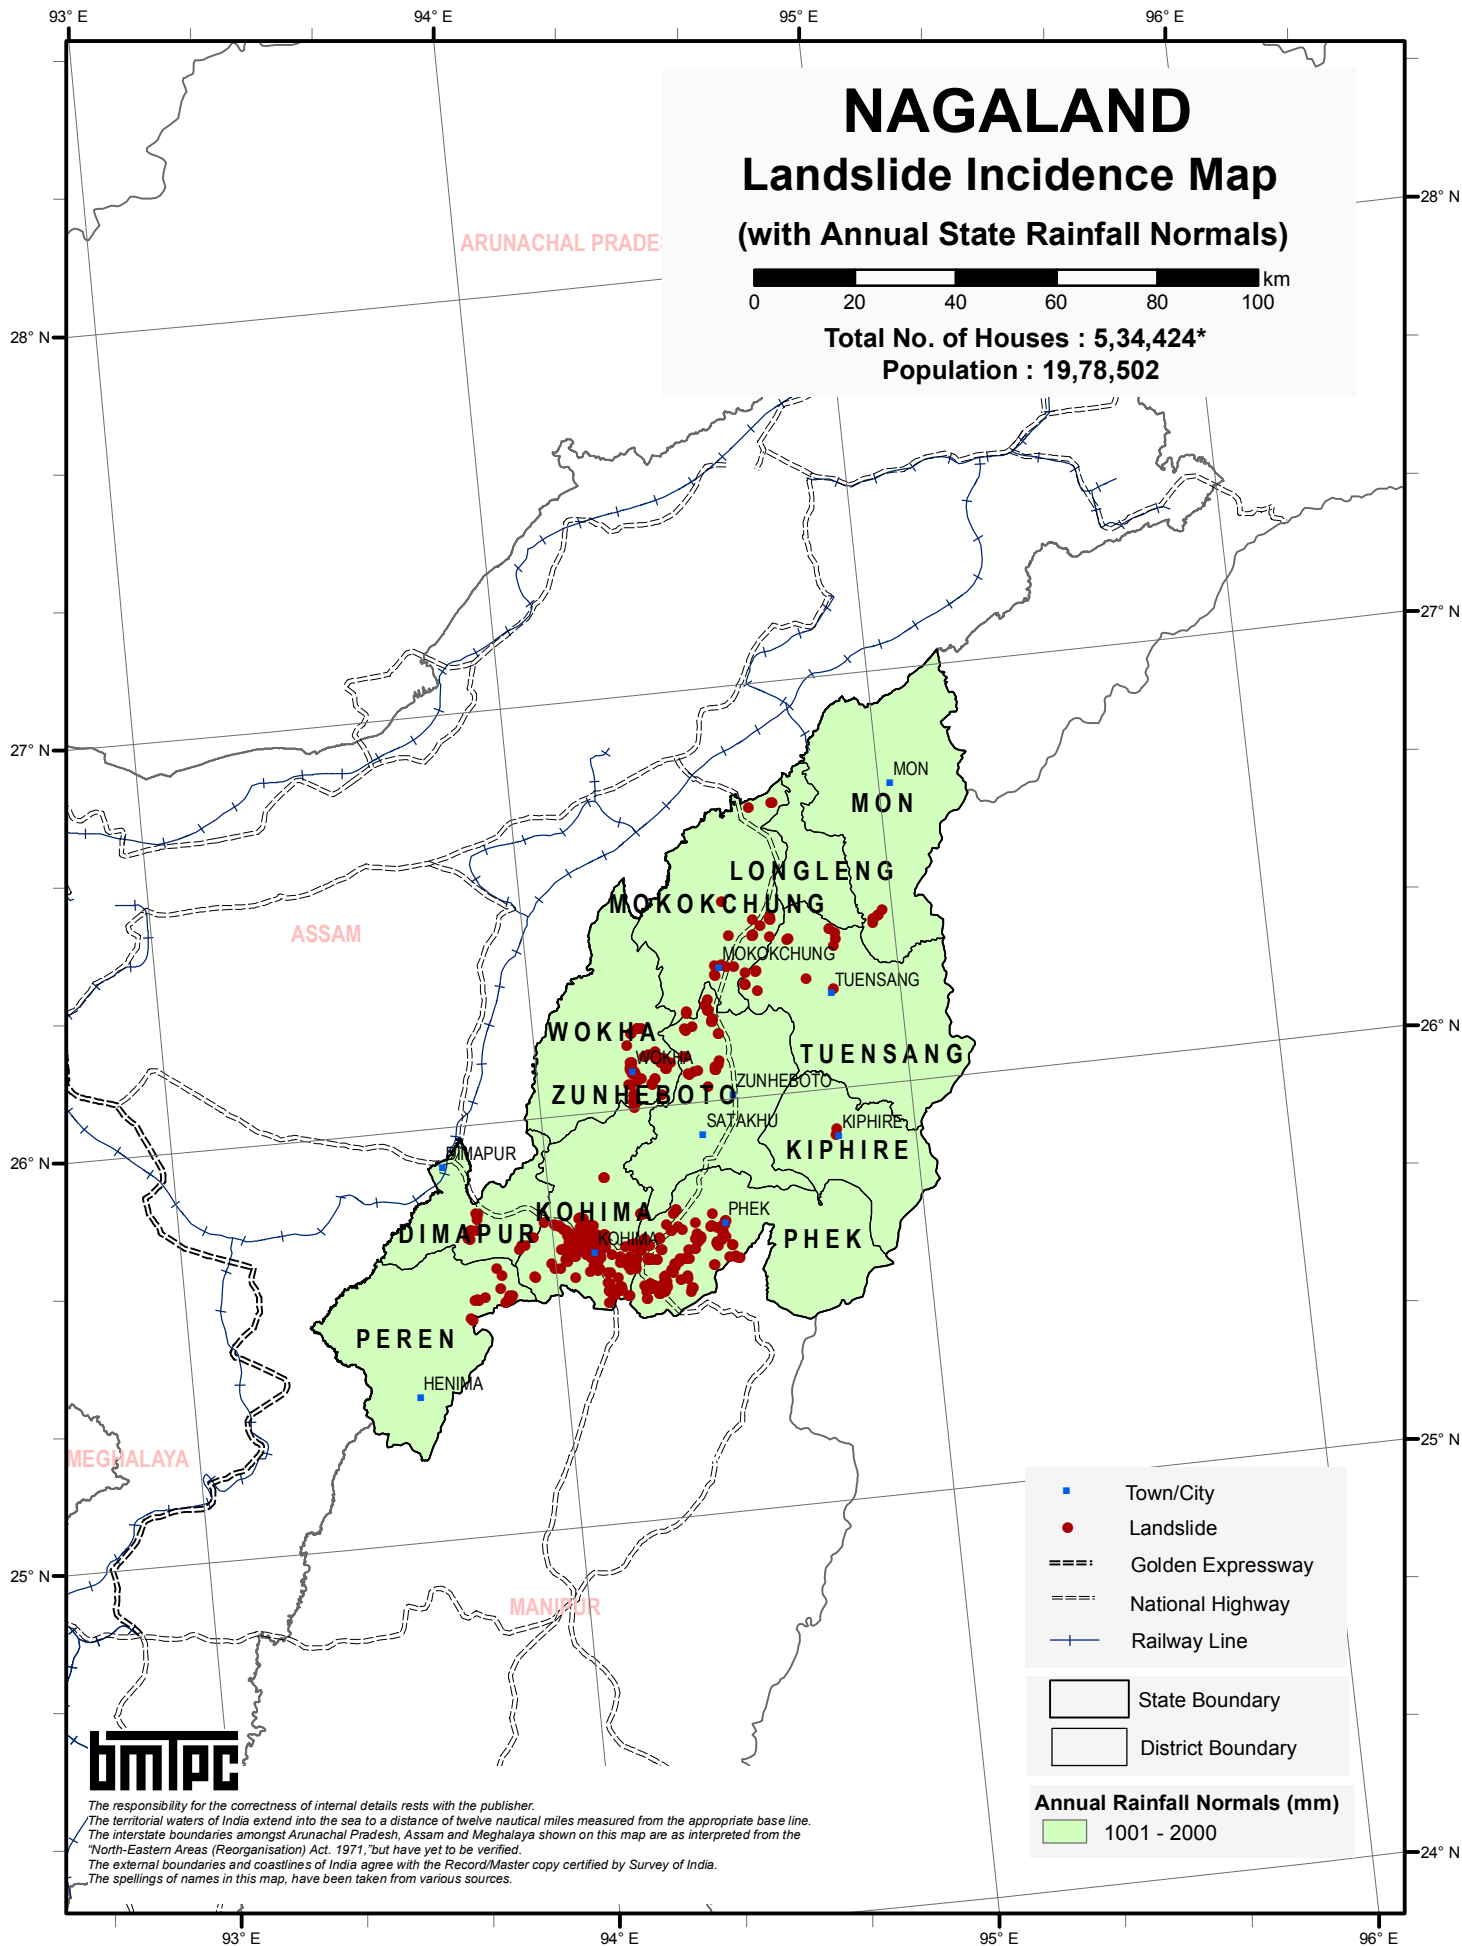 93° E
94° E
95° E
96° E
NAGALAND
Landslide Incidence Map
(with Annual State Rainfall Normals)
km
0 20 40 60 80 100
Total No. of Houses : 5,34,424*
Population : 19,78,502
28° N
ARUNACHAL PRADE
28° N
27° N
27° N
MON
MON
LONGLENG
MOKOKCHUNG
ASSAM
MOKOKCHUNG
TUENSANG
26° N
WOKHA
TUENSANG
WOKHA
ZUNHEBOTO
ZUNHEBOTO
SATAKHU
KIPHIRE
KIPHIRE
26° N
DIMAPUR
KOHIMA
PHEK
DIMAPUR
KOHIMA
PHEK
PEREN
HENIMA
25° N
MEGHALAYA
25° N
MANIPUR
Town/City
Landslide
Golden Expressway
National Highway
Railway Line
State Boundary
District Boundary
Annual Rainfall Normals (mm)
1001 - 2000
24° N
bmTPC
The responsibility for the correctness of internal details rests with the publisher.
The territorial waters of India extend into the sea to a distance of twelve nautical miles measured from the appropriate base line.
The interstate boundaries amongst Arunachal Pradesh, Assam and Meghalaya shown on this map are as interpreted from the
"North-Eastern Areas (Reorganisation) Act. 1971,"but have yet to be verified.
The external boundaries and coastlines of India agree with the Record/Master copy certified by Survey of India.
The spellings of names in this map, have been taken from various sources.
93° E
94° E
95° E
96° E